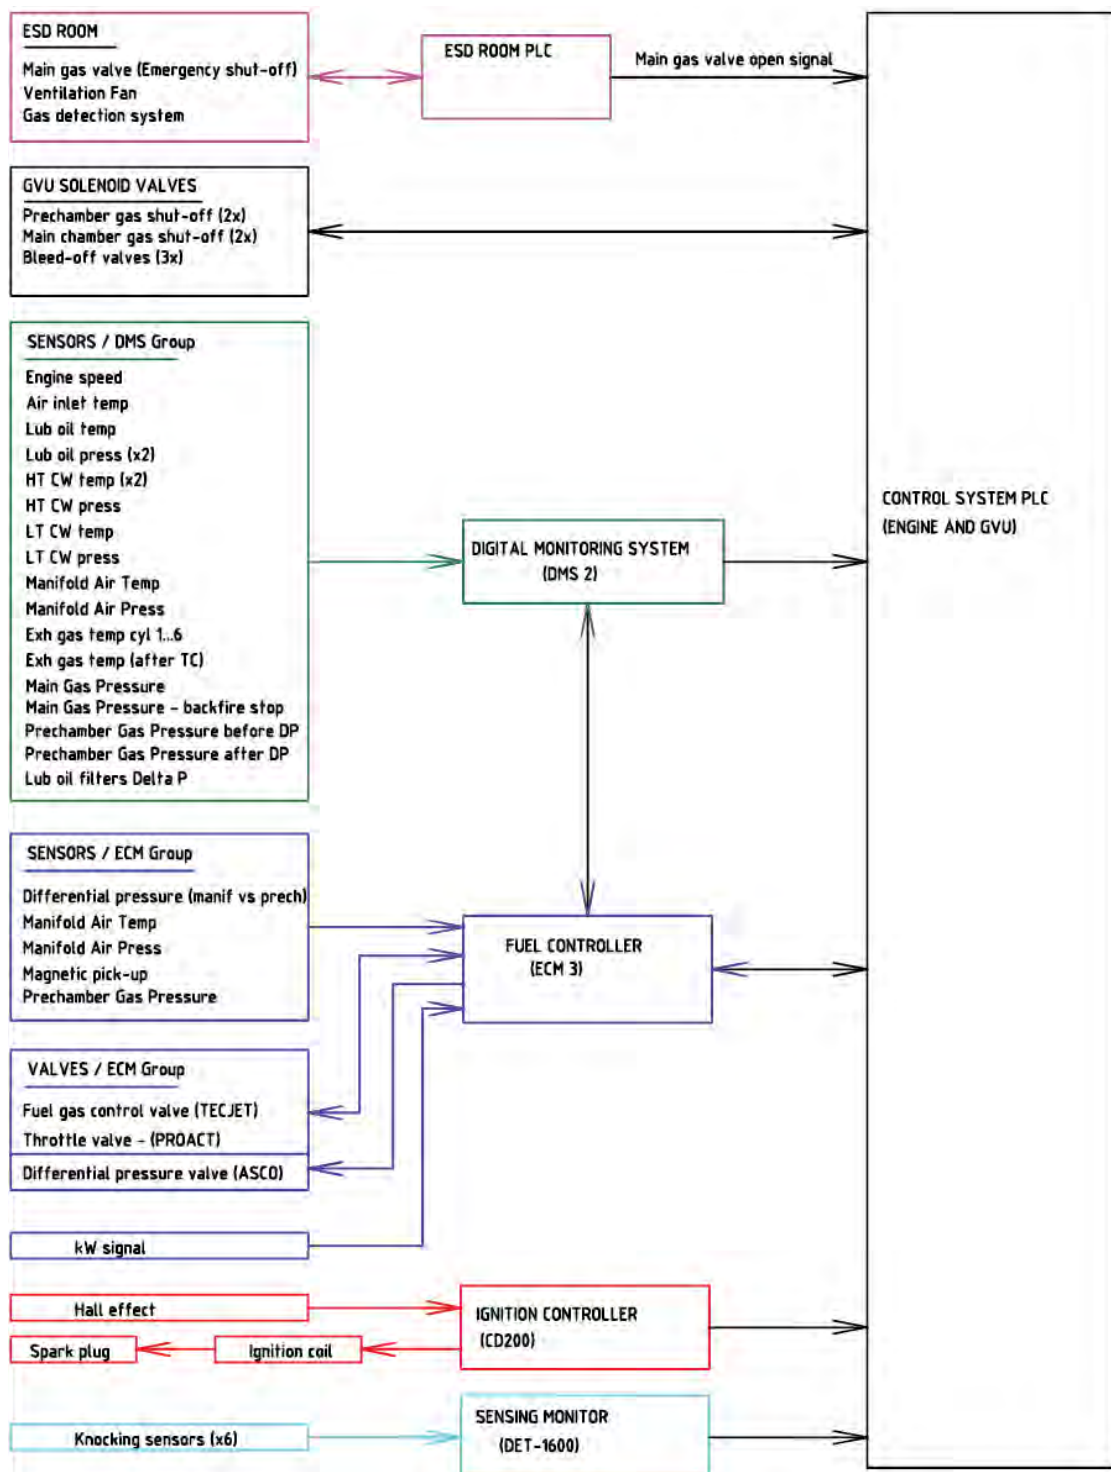 ESD ROOM
Main gas valve (Emergency shut-off)
Ventilation Fan
Gas detection system
ESD ROOM PLC
Main gas valve open signal
GVU SOLENOID VALVES
Prechamber gas shut-off (2x)
Main chamber gas shut-off (2x)
Bleed-off valves (3x)
SENSORS / DMS Group
Engine speed
Air inlet temp
Lub oil temp
Lub oil press (x2)
HT CW temp (x2)
HT CW press
LT CW temp
LT CW press
Manifold Air Temp
Manifold Air Press
Exh gas temp cyl 1...6
Exh gas temp (after TC)
Main Gas Pressure
Main Gas Pressure - backfire stop
Prechamber Gas Pressure before DP
Prechamber Gas Pressure after DP
Lub oil filters Delta P
DIGITAL MONITORING SYSTEM
(DMS 2)
CONTROL SYSTEM PLC
(ENGINE AND GVU)
SENSORS / ECM Group
Differential pressure (manif vs prech)
Manifold Air Temp
Manifold Air Press
Magnetic pick-up
Prechamber Gas Pressure
FUEL CONTROLLER
(ECM 3)
VALVES / ECM Group
Fuel gas control valve (TECJET)
Throttle valve - (PROACT)
Differential pressure valve (ASCO)
kW signal
Hall effect
Spark plug
Ignition coil
IGNITION CONTROLLER
(CD200)
Knocking sensors (x6)
SENSING MONITOR
(DET-1600)